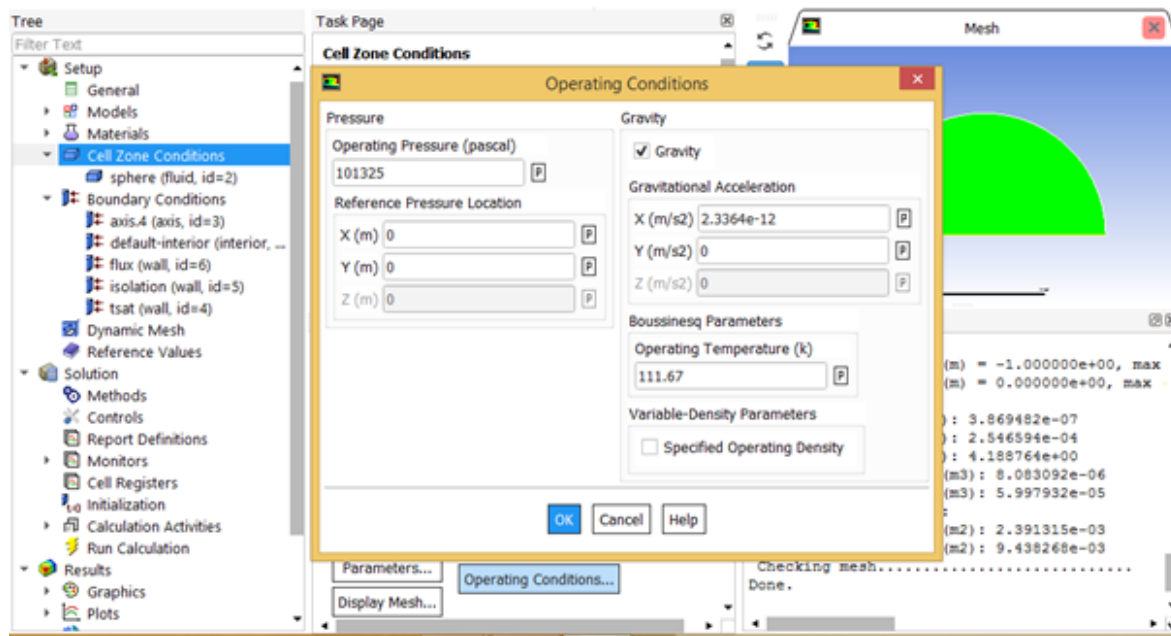 Tree
Filter Text
Setup
General
Models
Materials
Cell Zone Conditions
sphere (fluid, id=2)
Boundary Conditions
axis.4 (axis, id=3)
default-interior (interior, ...
flux (wall, id=6)
isolation (wall, id=5)
tsat (wall, id=4)
Dynamic Mesh
Reference Values
Solution
Methods
Controls
Report Definitions
Monitors
Cell Registers
Initialization
Calculation Activities
Run Calculation
Results
Graphics
Plots
Task Page
Cell Zone Conditions
Operating Conditions
Pressure
Operating Pressure (pascal)
101325
P
Reference Pressure Location
X (m) 0
P
Y (m) 0
P
Z (m) 0
P
Gravity
Gravity
Gravitational Acceleration
X (m/s2) 2.3364e-12
P
Y (m/s2) 0
P
Z (m/s2) 0
P
Boussinesq Parameters
Operating Temperature (k)
111.67
P
Variable-Density Parameters
Specified Operating Density
OK
Cancel
Help
Parameters...
Operating Conditions...
Display Mesh...
Mesh
(m) = -1.000000e+00, max
(m) = 0.000000e+00, max
): 3.869482e-07
): 2.546594e-04
): 4.188764e+00
(m3): 8.083092e-06
(m3): 5.997932e-05
:
(m2): 2.391315e-03
(m2): 9.438268e-03
Checking mesh...........................
Done.